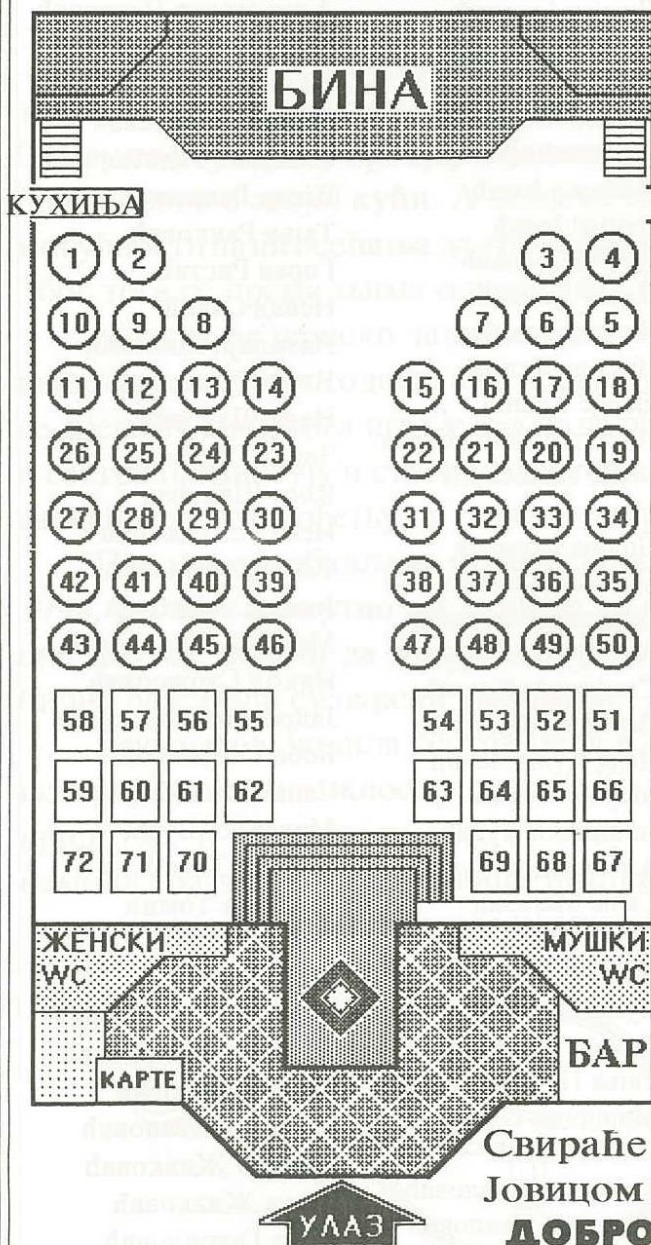 БИНА
КУХИЊА
1 2 3 4
10 9 8 7 6 5
11 12 13 14 15 16 17 18
26 25 24 23 22 21 20 19
27 28 29 30 31 32 33 34
42 41 40 39 38 37 36 35
43 44 45 46 47 48 49 50
58 57 56 55 54 53 52 51
59 60 61 62 63 64 65 66
72 71 70 69 68 67
ЖЕНСКИ МУШКИ
WC WC
БАР
КАРТЕ
Свираће
Јовицом
УЛАЗ ДОБРО